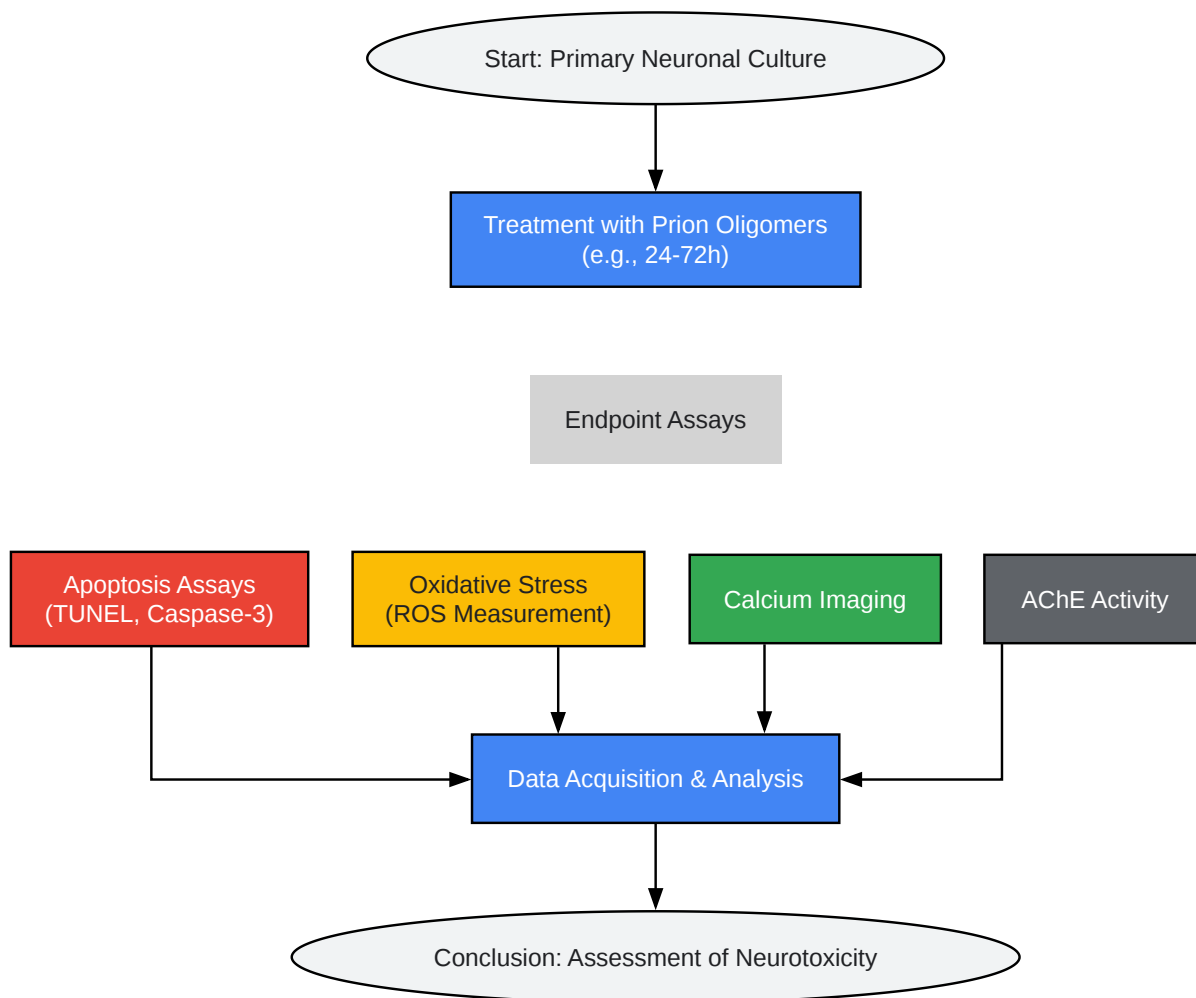 Start: Primary Neuronal Culture
Treatment with Prion Oligomers
(e.g., 24-72h)
Endpoint Assays
Apoptosis Assays
(TUNEL, Caspase-3)
Oxidative Stress
(ROS Measurement)
Calcium Imaging
AChE Activity
Data Acquisition & Analysis
Conclusion: Assessment of Neurotoxicity